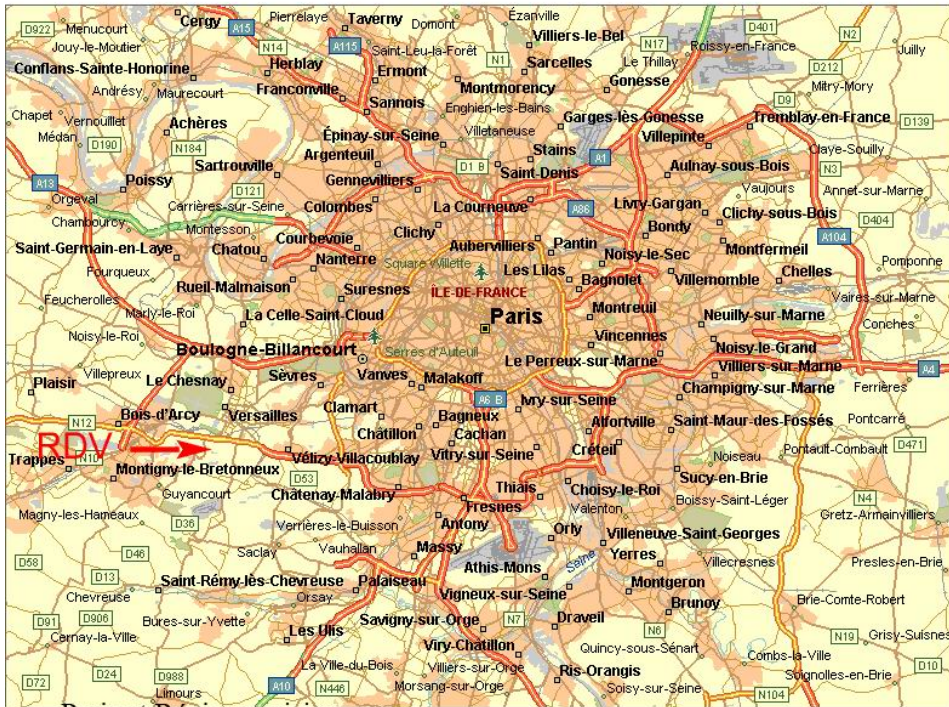 D922
Menucourt
Cergy
A15
Pierrelaye
Taverny
Domont
Ézanville
D401
N2
Jouy-le-Moutier
N14
A115
Saint-Leu-la-Forêt
Villiers-le-Bel
N17
Roissy-en-France
Juilly
Conflans-Sainte-Honorine
Herblay
Ermont
N1
Sarcelles
Le Thillay
D212
Andrésy
Maurecourt
Franconville
Montmorency
Gonesse
Mitry-Mory
Chapet
Vernouillet
Achères
Sannois
Enghien-les-Bains
Garges-lès-Gonesse
D9
Tremblay-en-France
D139
Médan
D190
N184
Épinay-sur-Seine
Villetaneuse
Villepinte
Claye-Souilly
Sartrouville
Argenteuil
D1 B
Stains
A1
Aulnay-sous-Bois
N3
A13
Poissy
D121
Gennevilliers
Saint-Denis
Vaujours
Annet-sur-Marne
Orgeval
Carrières-sur-Seine
Colombes
La Courneuve
A86
Livry-Gargan
Clichy-sous-Bois
D404
Chambourcy
Montesson
Courbevoie
Clichy
Aubervilliers
Pantin
Bondy
A104
Saint-Germain-en-Laye
Chatou
Nanterre
Noisy-le-Sec
Montfermeil
Pomponne
Fourqueux
Square Willette
Les Lilas
Bagnolet
Villemomble
Chelles
Rueil-Malmaison
Suresnes
ÎLE-DE-FRANCE
Feucherolles
Marly-le-Roi
La Celle-Saint-Cloud
Paris
Montreuil
Neuilly-sur-Marne
Vaires-sur-Marne
Noisy-le-Roi
Vincennes
Conches
Boulogne-Billancourt
Serres d'Auteuil
Le Perreux-sur-Marne
Noisy-le-Grand
Villepreux
Sèvres
Vanves
Malakoff
Villiers-sur-Marne
A4
Plaisir
Le Chesnay
A6 B
Ivry-sur-Seine
Champigny-sur-Marne
Ferrières
N12
Bois-d'Arcy
Versailles
Clamart
Bagneux
Alfortville
Saint-Maur-des-Fossés
Pontcarré
RDV
Châtillon
Cachan
Créteil
D471
Trappes
N10
Vélizy-Villacoublay
Vitry-sur-Seine
Noiseau
Pontault-Combault
Montigny-le-Bretonneux
D53
Thiais
Choisy-le-Roi
Sucy-en-Brie
Guyancourt
Châtenay-Malabry
Fresnes
Valenton
Boissy-Saint-Léger
N4
Magny-les-Hameaux
D36
Verrières-le-Buisson
Antony
Orly
Villeneuve-Saint-Georges
Gretz-Armainvilliers
D58
D46
Saclay
Vauhallan
Massy
Athis-Mons
Seine
Yerres
Villecresnes
Presles-en-Brie
D13
Saint-Rémy-lès-Chevreuse
Palaiseau
Montgeron
Chevreuse
Orsay
Vigneux-sur-Seine
Brunoy
Brie-Comte-Robert
D91
D906
Bures-sur-Yvette
Savigny-sur-Orge
N7
Draveil
N6
N19
Grisy-Suisnes
Cernay-la-Ville
Les Ulis
Viry-Châtillon
Quincy-sous-Sénart
Combs-la-Ville
D10
D72
D24
D988
La Ville du Bois
Villiers-sur-Orge
Ris-Orangis
Soignolles-en-Brie
Limours
A10
N446
Morsang-sur-Orge
Soisy-sur-Seine
N104